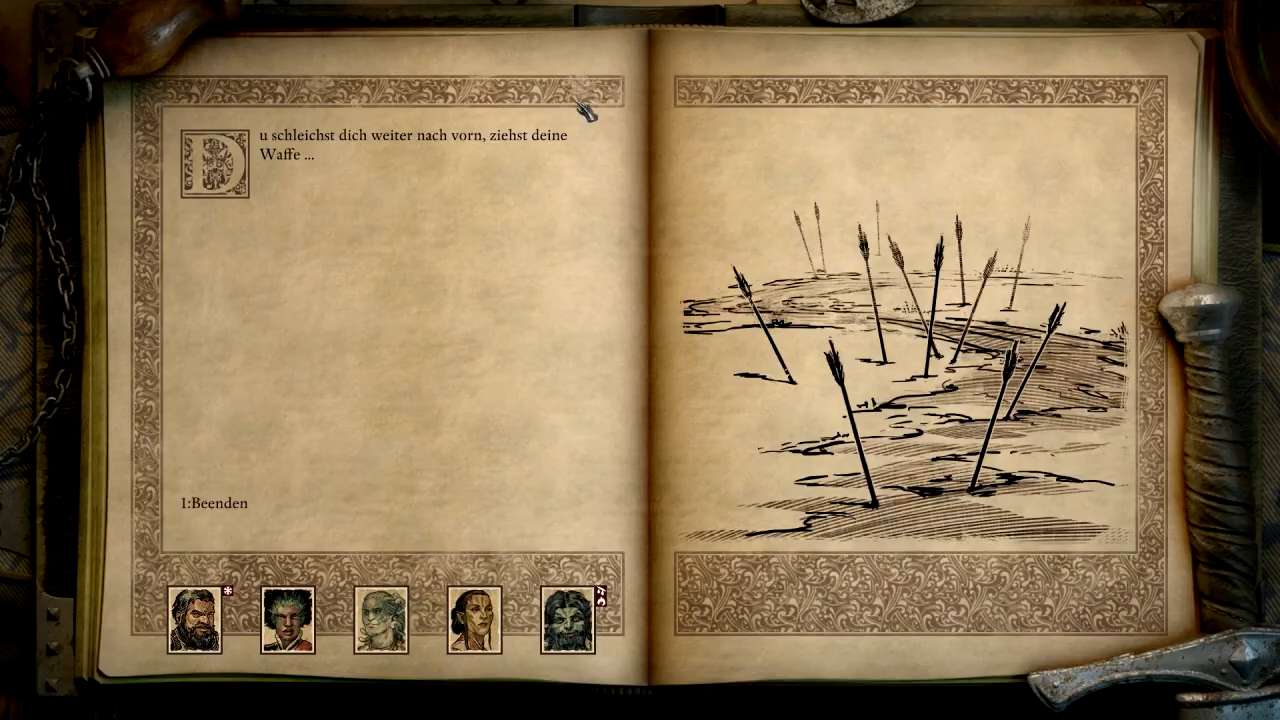 Du schleichst dich weiter nach vorn, ziehst deine
Waffe ...
1:Beenden